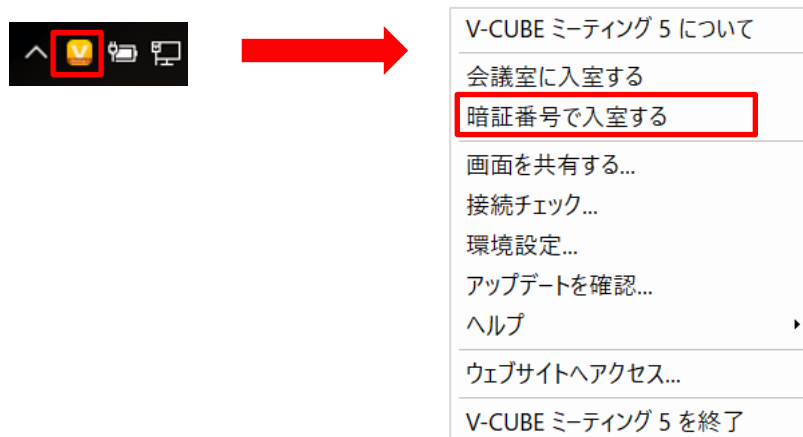 V-CUBE ミーティング 5 について
会議室に入室する
暗証番号で入室する
画面を共有する...
接続チェック...
環境設定...
アップデートを確認...
ヘルプ
ウェブサイトへアクセス...
V-CUBE ミーティング 5 を終了